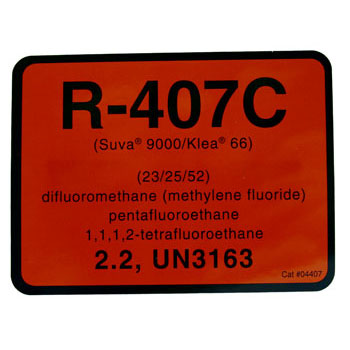 R-407C
(Suva® 9000/Klea® 66)
(23/25/52)
difluoromethane (methylene fluoride)
pentafluoroethane
1,1,1,2-tetrafluoroethane
2.2, UN3163
Cat #04407